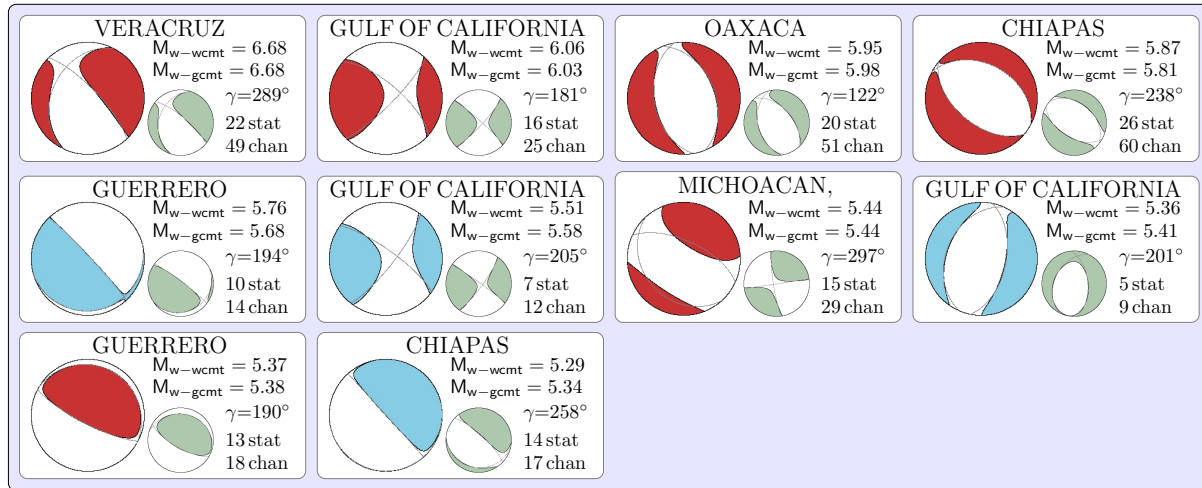 VERACRUZ
Mw−wcmt = 6.68
Mw−gcmt = 6.68
γ=289°
22 stat
49 chan
GULF OF CALIFORNIA
Mw−wcmt = 6.06
Mw−gcmt = 6.03
γ=181°
16 stat
25 chan
OAXACA
Mw−wcmt = 5.95
Mw−gcmt = 5.98
γ=122°
20 stat
51 chan
CHIAPAS
Mw−wcmt = 5.87
Mw−gcmt = 5.81
γ=238°
26 stat
60 chan
GUERRERO
Mw−wcmt = 5.76
Mw−gcmt = 5.68
γ=194°
10 stat
14 chan
GULF OF CALIFORNIA
Mw−wcmt = 5.51
Mw−gcmt = 5.58
γ=205°
7 stat
12 chan
MICHOACAN,
Mw−wcmt = 5.44
Mw−gcmt = 5.44
γ=297°
15 stat
29 chan
GULF OF CALIFORNIA
Mw−wcmt = 5.36
Mw−gcmt = 5.41
γ=201°
5 stat
9 chan
GUERRERO
Mw−wcmt = 5.37
Mw−gcmt = 5.38
γ=190°
13 stat
18 chan
CHIAPAS
Mw−wcmt = 5.29
Mw−gcmt = 5.34
γ=258°
14 stat
17 chan